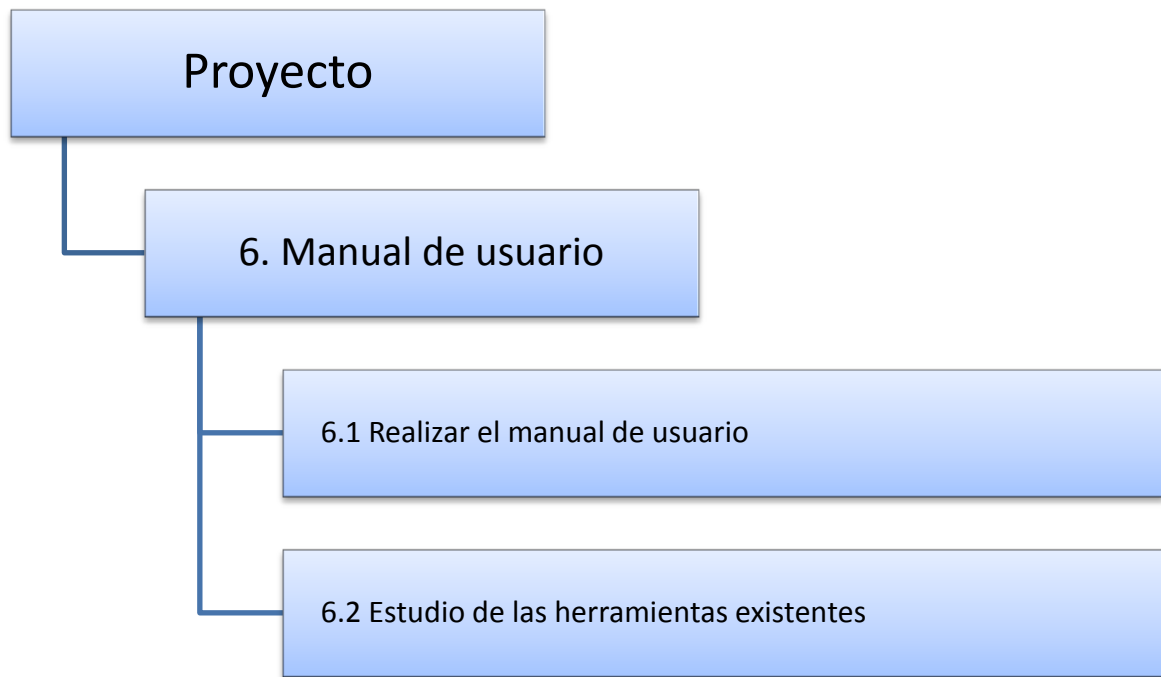 Proyecto
6. Manual de usuario
6.1 Realizar el manual de usuario
6.2 Estudio de las herramientas existentes